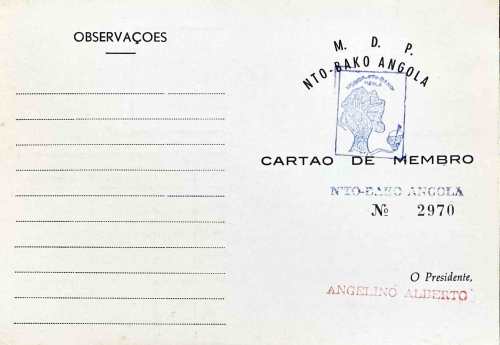 OBSERVAÇOES
M. D. P.
NTO-BAKO ANGOLA
CARTAO DE MEMBRO
NTO-BAKO ANGOLA
№ 2970
O Presidente,
ANGELINO ALBERTO